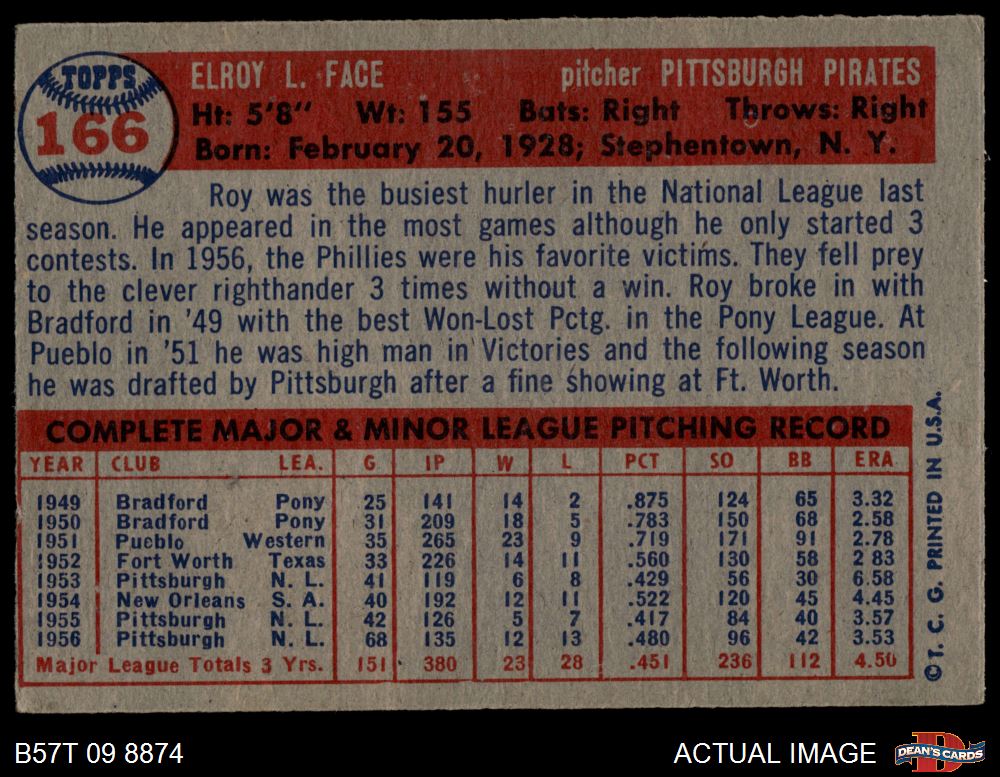 TOPPS
166
ELROY L. FACE pitcher PITTSBURGH PIRATES
Ht: 5'8" Wt: 155 Bats: Right Throws: Right
Born: February 20, 1928; Stephentown, N. Y.
Roy was the busiest hurler in the National League last
season. He appeared in the most games although he only started 3
contests. In 1956, the Phillies were his favorite victims. They fell prey
to the clever righthander 3 times without a win. Roy broke in with
Bradford in '49 with the best Won-Lost Pctg. in the Pony League. At
Pueblo in '51 he was high man in Victories and the following season
he was drafted by Pittsburgh after a fine showing at Ft. Worth.
COMPLETE MAJOR & MINOR LEAGUE PITCHING RECORD
YEAR CLUB LEA. G IP W L PCT SO BB ERA
1949 Bradford Pony 25 141 14 2 .875 124 65 3.32
1950 Bradford Pony 31 209 18 5 .783 150 68 2.58
1951 Pueblo Western 35 265 23 9 .719 171 91 2.78
1952 Fort Worth Texas 33 226 14 11 .560 130 58 2 83
1953 Pittsburgh N. L. 41 119 6 8 .429 56 30 6.58
1954 New Orleans S. A. 40 192 12 11 .522 120 45 4.45
1955 Pittsburgh N. L. 42 126 5 7 .417 84 40 3.57
1956 Pittsburgh N. L. 68 135 12 13 .480 96 42 3.53
Major League Totals 3 Yrs. 151 380 23 28 .451 236 112 4.50
© T. C. G. PRINTED IN U.S.A.
B57T 09 8874 ACTUAL IMAGE
DEAN'S CARDS